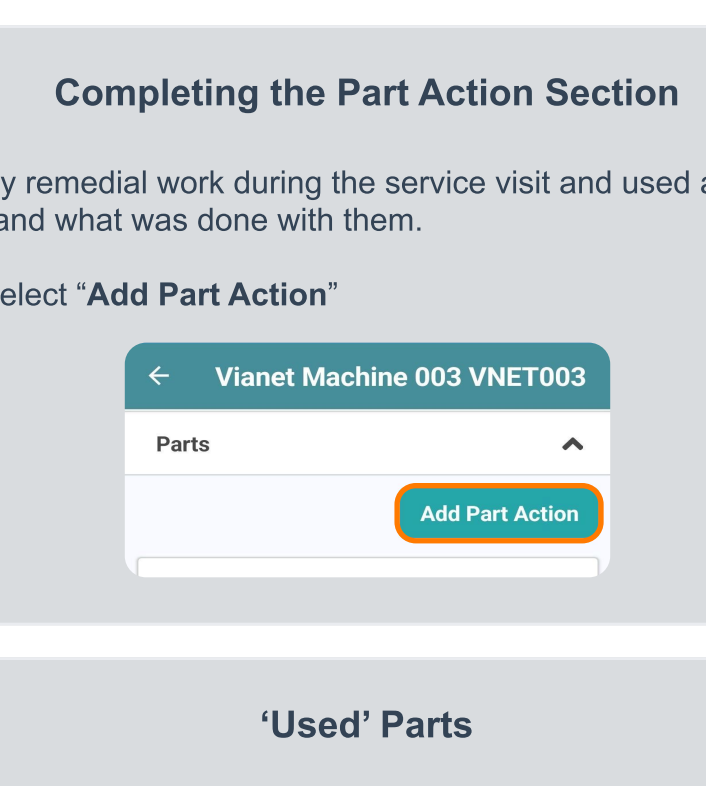 Completing the Part Action Section
y remedial work during the service visit and used a
and what was done with them.
elect “Add Part Action”
Vianet Machine 003 VNET003
Parts
Add Part Action
‘Used’ Parts